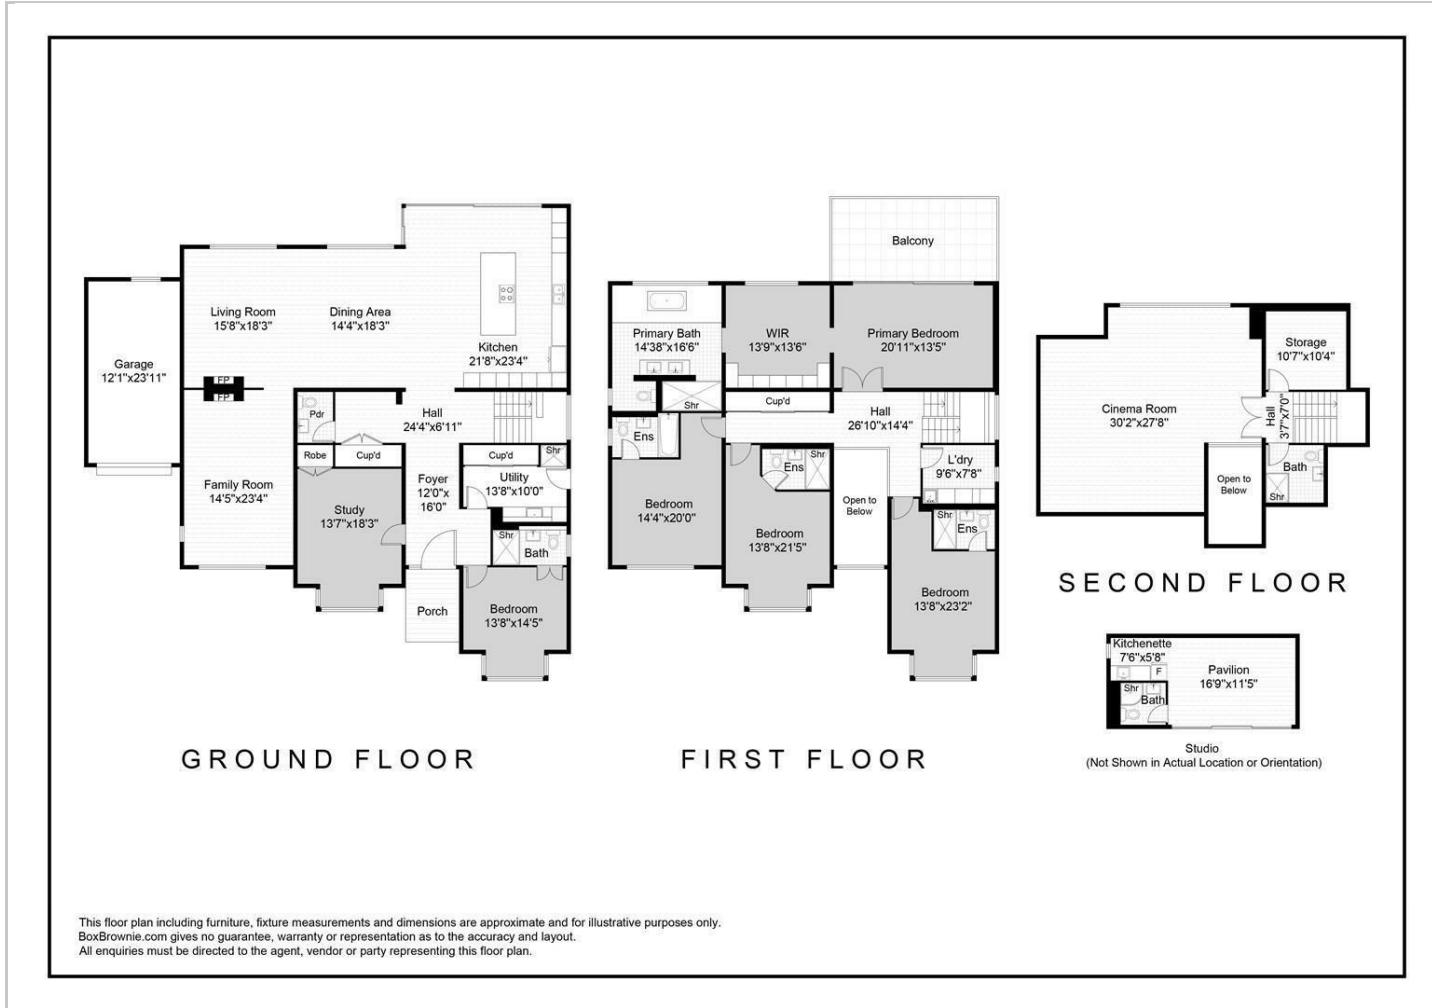 Garage
12'1"x23'11"
Living Room
15'8"x18'3"
Dining Area
14'4"x18'3"
Kitchen
21'8"x23'4"
FP
FP
Pdr
Hall
24'4"x6'11"
Robe
Cup'd
Cup'd
Shr
Family Room
14'5"x23'4"
Study
13'7"x18'3"
Foyer
12'0"x
16'0"
Utility
13'8"x10'0"
Shr
Bath
Porch
Bedroom
13'8"x14'5"
GROUND FLOOR
Balcony
Primary Bath
14'38"x16'6"
WIR
13'9"x13'6"
Primary Bedroom
20'11"x13'5"
Shr
Cup'd
Hall
26'10"x14'4"
Ens
Ens
Shr
L'dry
9'6"x7'8"
Bedroom
14'4"x20'0"
Bedroom
13'8"x21'5"
Open to
Below
Shr
Ens
Bedroom
13'8"x23'2"
FIRST FLOOR
Storage
10'7"x10'4"
Cinema Room
30'2"x27'8"
Hall
3'7"x7'0"
Bath
Shr
Open to
Below
SECOND FLOOR
Kitchenette
7'6"x5'8"
F
Pavilion
16'9"x11'5"
Shr
Bath
Studio
(Not Shown in Actual Location or Orientation)
This floor plan including furniture, fixture measurements and dimensions are approximate and for illustrative purposes only.
BoxBrownie.com gives no guarantee, warranty or representation as to the accuracy and layout.
All enquiries must be directed to the agent, vendor or party representing this floor plan.